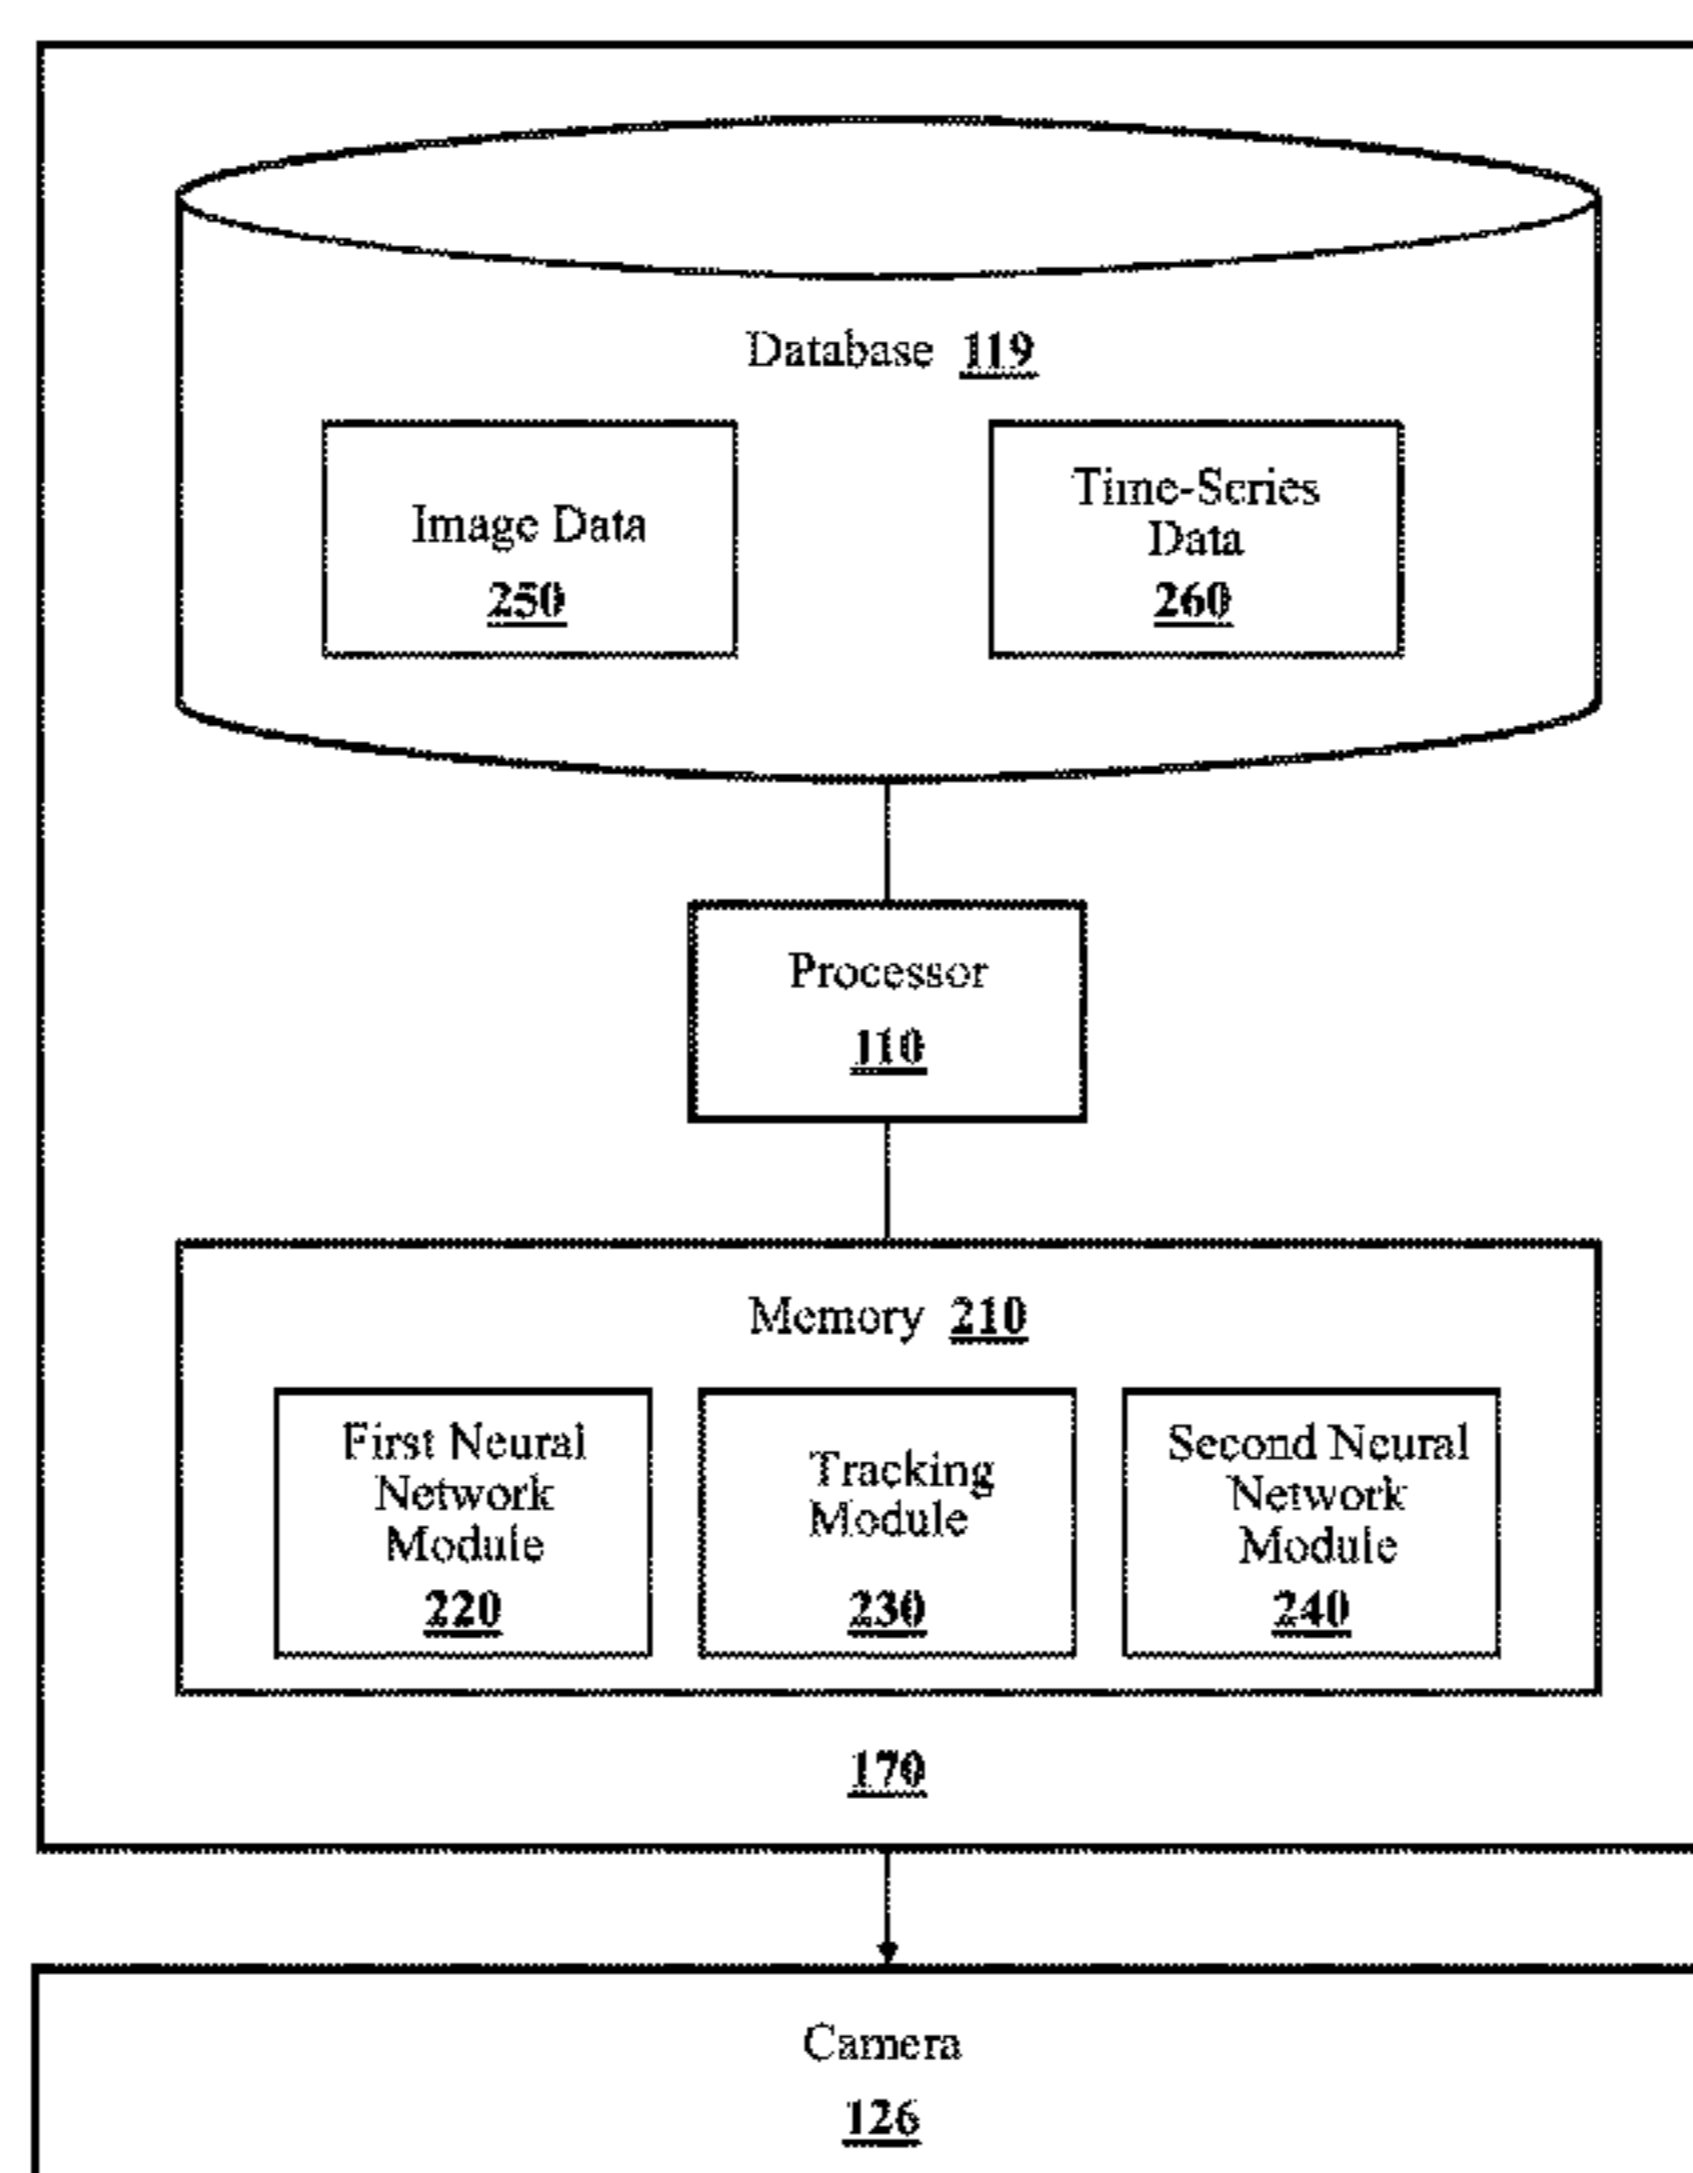 Database 119
Image Data
250
Time-Series
Data
260
Processor
110
Memory 210
First Neural
Network
Module
220
Tracking
Module
230
Second Neural
Network
Module
240
170
Camera
126